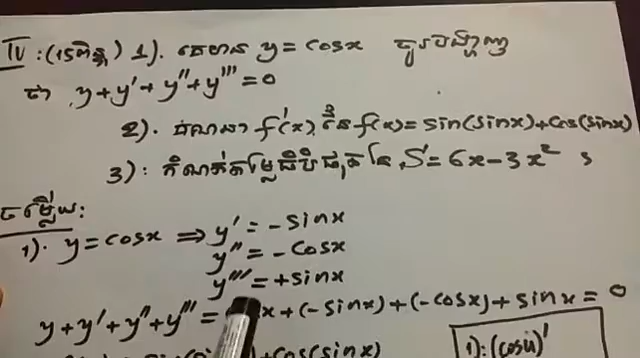 IV : (15ពិន្ទុ) 1). គេមាន y = cosx ចូរបង្ហាញ
ថា y + y' + y'' + y''' = 0
2). គណនា f'(x) នៃ f(x) = sin(sinx) + cos(sinx)
3) : កំណត់តម្លៃធំបំផុត នៃ S = 6x - 3x²
ចម្លើយ:
1). y = cosx ⇒ y' = -sinx
y'' = -cosx
y''' = +sinx
y + y' + y'' + y''' = x + (-sinx) + (-cosx) + sinx = 0
1): (cosu)'
+cos(sinx)